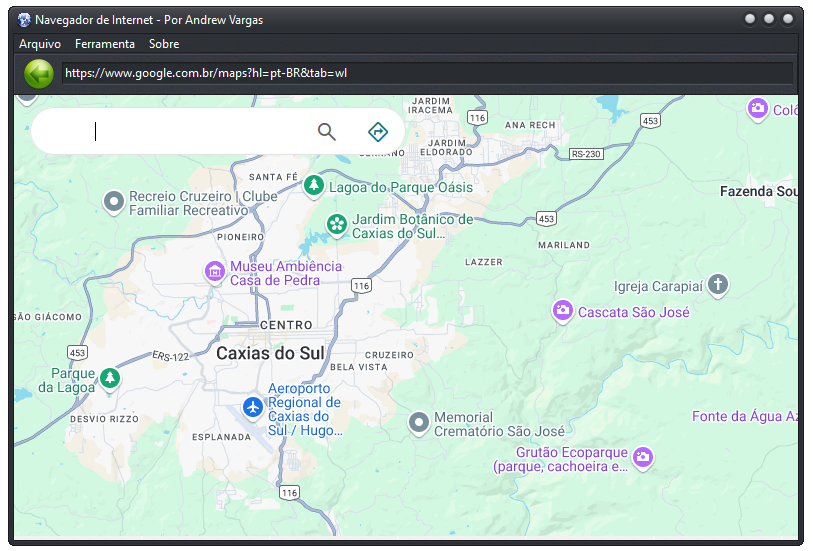 Navegador de Internet - Por Andrew Vargas
Arquivo Ferramenta Sobre
https://www.google.com.br/maps?hl=pt-BR&tab=wl
JARDIM
IRACEMA
116
ANA RECH
453
Coló
JARDIM
ELDORADO
RS-230
SANTA FÉ
Lagoa do Parque Oásis
Recreio Cruzeiro | Clube
Familiar Recreativo
Fazenda Sou
Jardim Botânico de
Caxias do Sul...
453
PIONEIRO
MARILAND
LAZZER
Museu Ambiência
Casa de Pedra
116
Igreja Carapiaí
Cascata São José
SÃO GIÁCOMO
CENTRO
453
ERS-122
Caxias do Sul
CRUZEIRO
BELA VISTA
Parque
da Lagoa
Aeroporto
Regional de
Caxias do
Sul / Hugo...
DESVIO RIZZO
ESPLANADA
Memorial
Crematório São José
Fonte da Água Az
Grutão Ecoparque
(parque, cachoeira e...
116